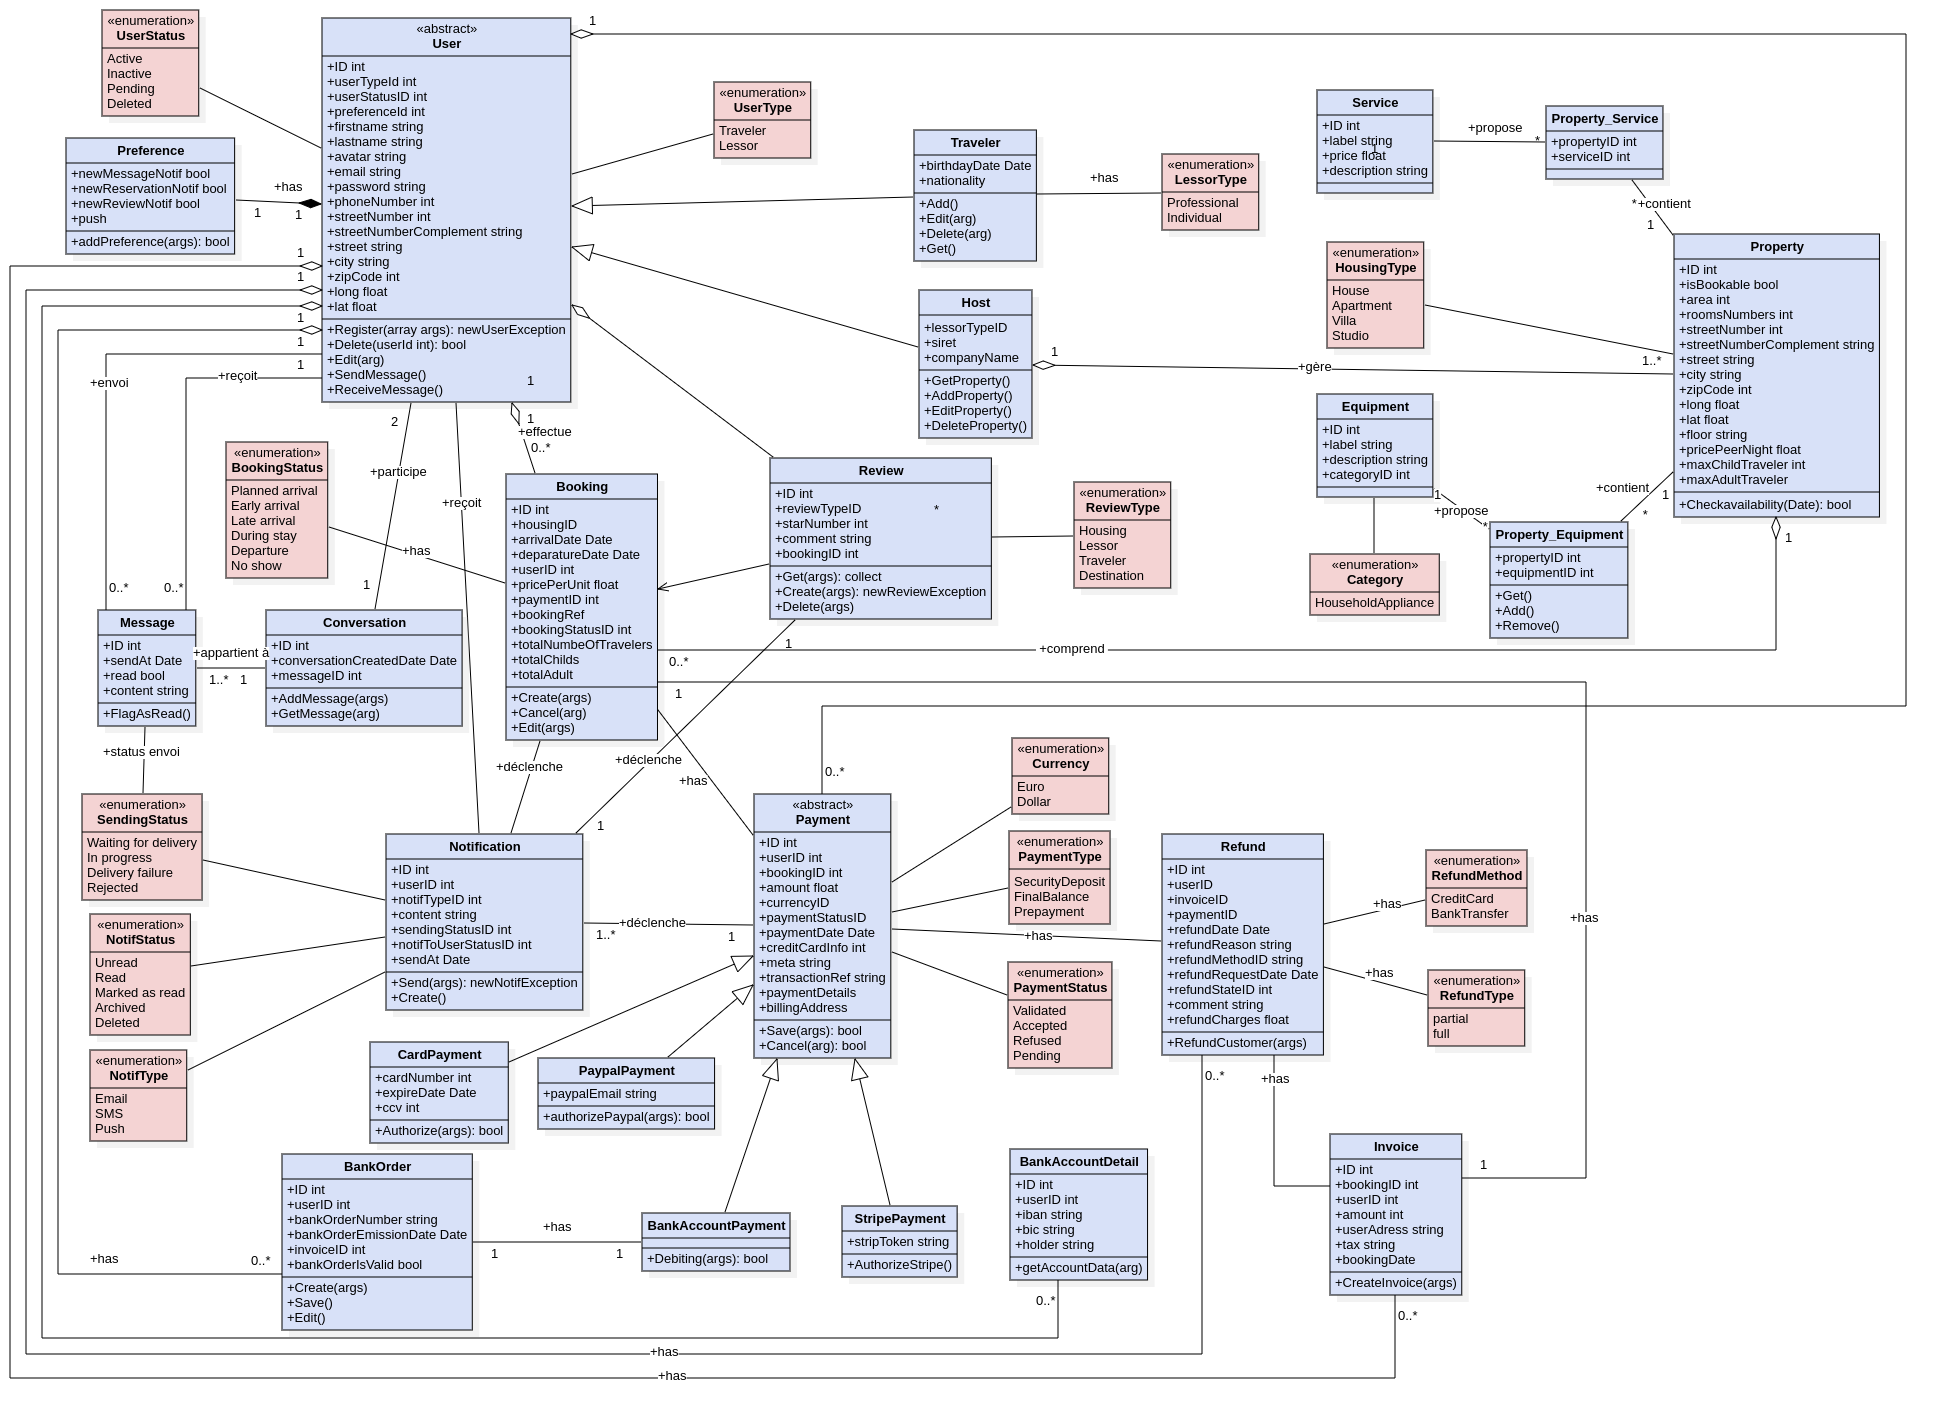 «enumeration»
UserStatus
Active
Inactive
Pending
Deleted
«abstract»
User
+ID int
+userTypeId int
+userStatusID int
+preferenceId int
+firstname string
+lastname string
+avatar string
+email string
+password string
+phoneNumber int
+streetNumber int
+streetNumberComplement string
+street string
+city string
+zipCode int
+long float
+lat float
+Register(array args): newUserException
+Delete(userId int): bool
+Edit(arg)
+SendMessage()
+ReceiveMessage()
1
«enumeration»
UserType
Traveler
Lessor
Preference
+newMessageNotif bool
+newReservationNotif bool
+newReviewNotif bool
+push
+addPreference(args): bool
+has
1
1
1
1
1
1
1
1
Traveler
+birthdayDate Date
+nationality
+Add()
+Edit(arg)
+Delete(arg)
+Get()
+has
«enumeration»
LessorType
Professional
Individual
Service
+ID int
+label string
+price float
+description string
1
+propose
*
Property_Service
+propertyID int
+serviceID int
*
+contient
1
Property
+ID int
+isBookable bool
+area int
+roomsNumbers int
+streetNumber int
+streetNumberComplement string
+street string
+city string
+zipCode int
+long float
+lat float
+floor string
+pricePeerNight float
+maxChildTraveler int
+maxAdultTraveler
+Checkavailability(Date): bool
1
«enumeration»
HousingType
House
Apartment
Villa
Studio
Host
+lessorTypeID
+siret
+companyName
+GetProperty()
+AddProperty()
+EditProperty()
+DeleteProperty()
1
+gère
1..*
Equipment
+ID int
+label string
+description string
+categoryID int
1
+propose
*
+contient
1
*
Property_Equipment
+propertyID int
+equipmentID int
+Get()
+Add()
+Remove()
«enumeration»
Category
HouseholdAppliance
+envoi
+reçoit
2
+participe
1
+reçoit
1
+effectue
0..*
«enumeration»
BookingStatus
Planned arrival
Early arrival
Late arrival
During stay
Departure
No show
+has
Booking
+ID int
+housingID
+arrivalDate Date
+deparatureDate Date
+userID int
+pricePerUnit float
+paymentID int
+bookingRef
+bookingStatusID int
+totalNumbeOfTravelers
+totalChilds
+totalAdult
+Create(args)
+Cancel(arg)
+Edit(args)
Review
+ID int
+reviewTypeID
+starNumber int
+comment string
+bookingID int
*
+Get(args): collect
+Create(args): newReviewException
+Delete(args)
«enumeration»
ReviewType
Housing
Lessor
Traveler
Destination
0..*
0..*
Message
+ID int
+sendAt Date
+read bool
+content string
+FlagAsRead()
+appartient à
1..*
1
Conversation
+ID int
+conversationCreatedDate Date
+messageID int
+AddMessage(args)
+GetMessage(arg)
1
0..*
+comprend
1
+status envoi
+déclenche
+déclenche
+has
1
0..*
«enumeration»
SendingStatus
Waiting for delivery
In progress
Delivery failure
Rejected
«enumeration»
NotifStatus
Unread
Read
Marked as read
Archived
Deleted
«enumeration»
NotifType
Email
SMS
Push
Notification
+ID int
+userID int
+notifTypeID int
+content string
+sendingStatusID int
+notifToUserStatusID int
+sendAt Date
+Send(args): newNotifException
+Create()
+déclenche
1..*
1
«abstract»
Payment
+ID int
+userID int
+bookingID int
+amount float
+currencyID
+paymentStatusID
+paymentDate Date
+creditCardInfo int
+meta string
+transactionRef string
+paymentDetails
+billingAddress
+Save(args): bool
+Cancel(arg): bool
«enumeration»
Currency
Euro
Dollar
«enumeration»
PaymentType
SecurityDeposit
FinalBalance
Prepayment
+has
«enumeration»
PaymentStatus
Validated
Accepted
Refused
Pending
Refund
+ID int
+userID
+invoiceID
+paymentID
+refundDate Date
+refundReason string
+refundMethodID string
+refundRequestDate Date
+refundStateID int
+comment string
+refundCharges float
+RefundCustomer(args)
+has
«enumeration»
RefundMethod
CreditCard
BankTransfer
+has
«enumeration»
RefundType
partial
full
+has
CardPayment
+cardNumber int
+expireDate Date
+ccv int
+Authorize(args): bool
PaypalPayment
+paypalEmail string
+authorizePaypal(args): bool
0..*
+has
BankOrder
+ID int
+userID int
+bankOrderNumber string
+bankOrderEmissionDate Date
+invoiceID int
+bankOrderIsValid bool
+Create(args)
+Save()
+Edit()
+has
0..*
+has
1
1
BankAccountPayment
+Debiting(args): bool
StripePayment
+stripToken string
+AuthorizeStripe()
BankAccountDetail
+ID int
+userID int
+iban string
+bic string
+holder string
+getAccountData(arg)
0..*
Invoice
+ID int
+bookingID int
+userID int
+amount int
+userAdress string
+tax string
+bookingDate
+CreateInvoice(args)
1
0..*
+has
+has